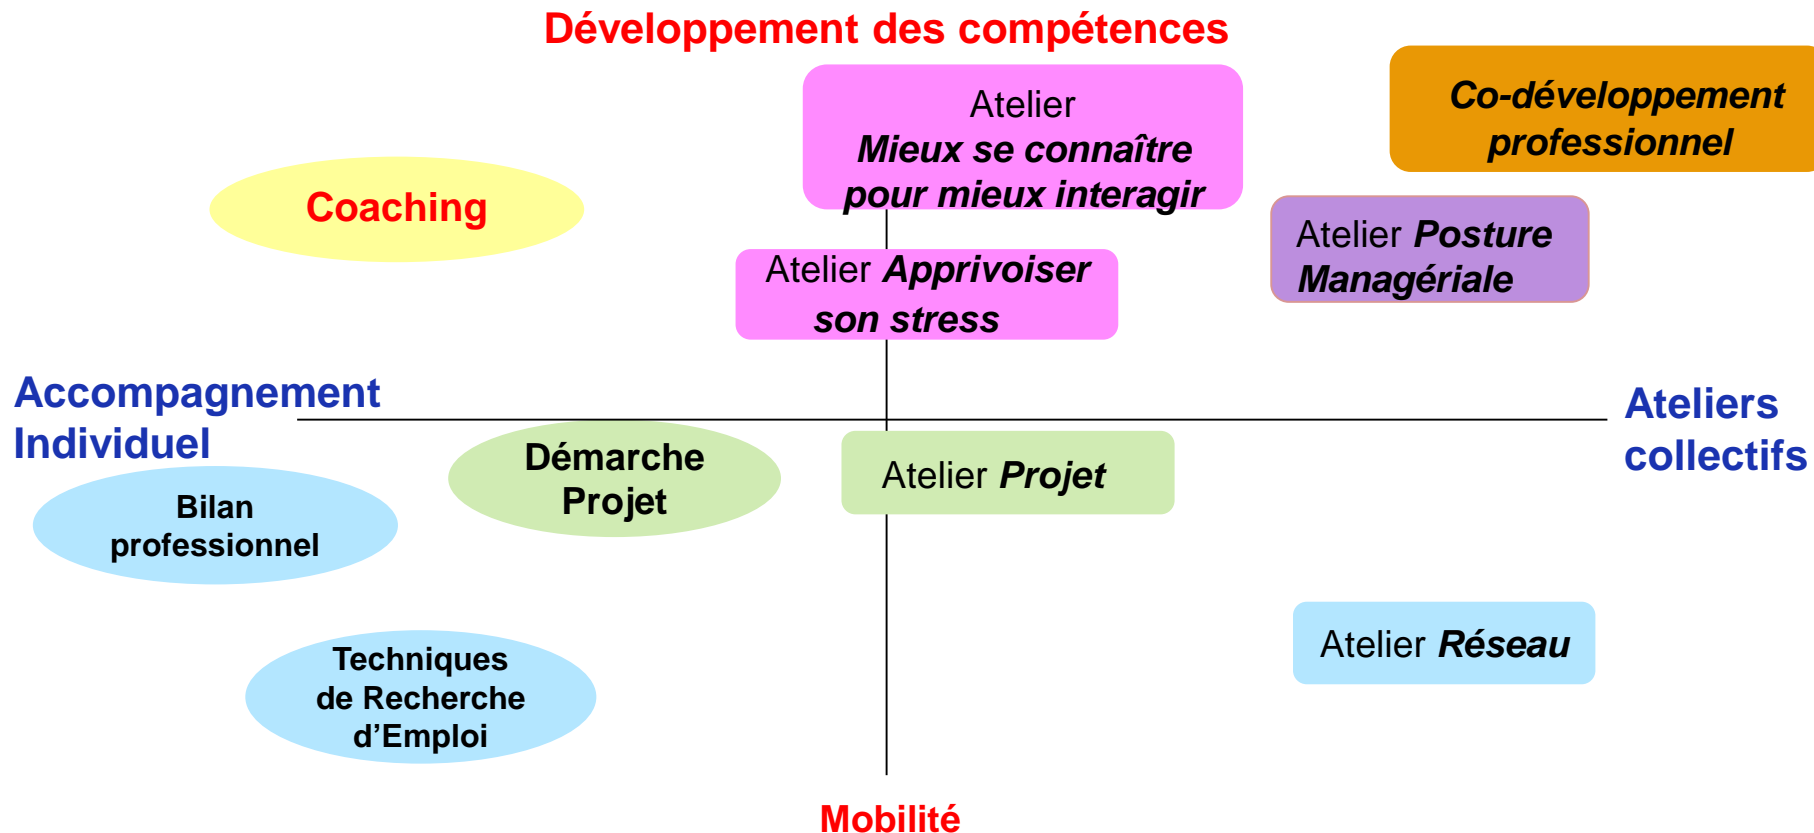 Développement des compétences
Co-développement
professionnel
Atelier
Mieux se connaître
pour mieux interagir
Coaching
Atelier Posture
Managériale
Atelier Apprivoiser
son stress
Accompagnement
Individuel
Ateliers
collectifs
Démarche
Projet
Atelier Projet
Bilan
professionnel
Atelier Réseau
Techniques
de Recherche
d’Emploi
Mobilité